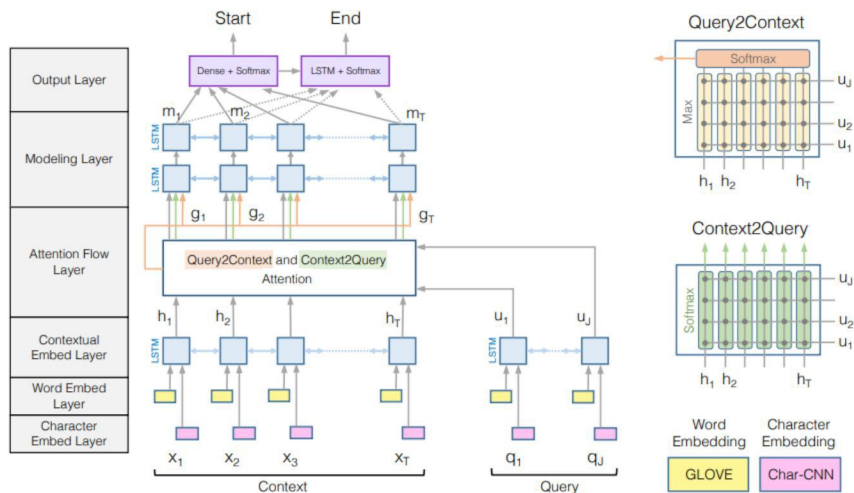 Start
End
Output Layer
Dense + Softmax
LSTM + Softmax
m1
m2
mT
Modeling Layer
LSTM
LSTM
g1
g2
gT
Attention Flow
Layer
Query2Context and Context2Query
Attention
h1
h2
hT
u1
uJ
Contextual
Embed Layer
LSTM
LSTM
Word Embed
Layer
Character
Embed Layer
x1
x2
x3
xT
q1
qJ
Context
Query
Query2Context
Softmax
Max
uJ
u2
u1
h1
h2
hT
Context2Query
Softmax
uJ
u2
u1
h1
h2
hT
Word
Embedding
Character
Embedding
GLOVE
Char-CNN